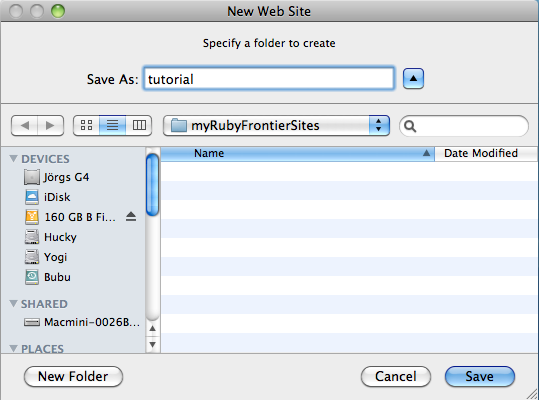 New Web Site
Specify a folder to create
Save As: tutorial
myRubyFrontierSites
DEVICES
Jörgs G4
iDisk
160 GB B Fi...
Hucky
Yogi
Bubu
SHARED
Macmini-0026B...
PLACES
Name Date Modified
New Folder Cancel Save